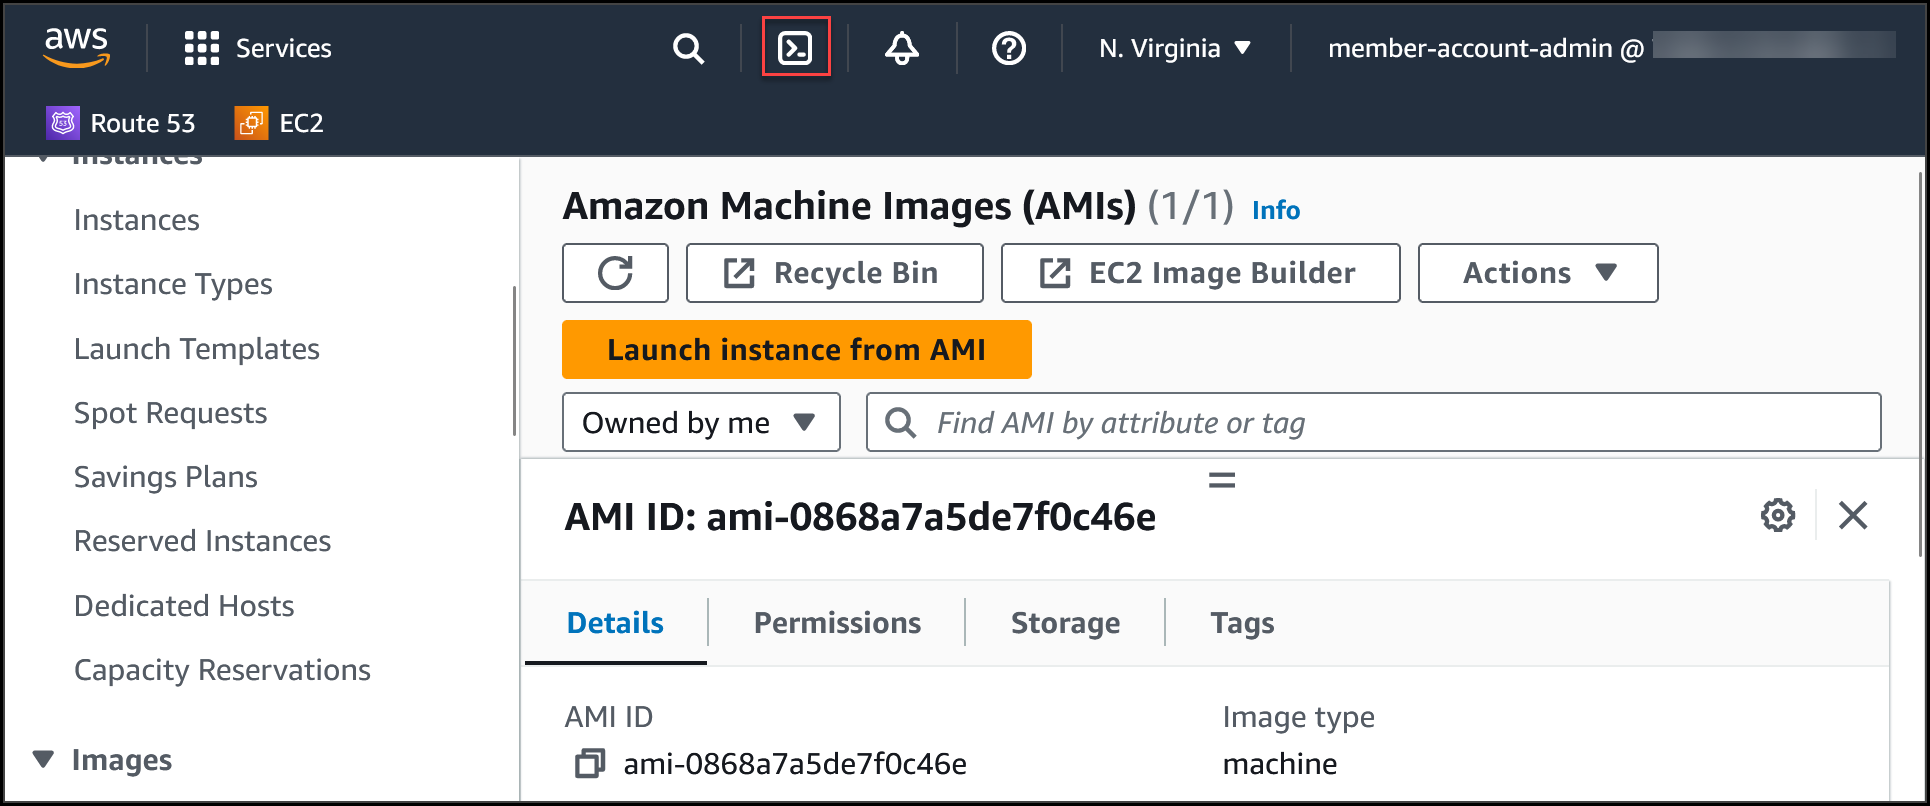 aws Services N. Virginia member-account-admin @
Route 53 EC2
Instances
Instances
Instance Types
Launch Templates
Spot Requests
Savings Plans
Reserved Instances
Dedicated Hosts
Capacity Reservations
Images
Amazon Machine Images (AMIs) (1/1) Info
Recycle Bin EC2 Image Builder Actions
Launch instance from AMI
Owned by me Find AMI by attribute or tag
AMI ID: ami-0868a7a5de7f0c46e
Details Permissions Storage Tags
AMI ID Image type
ami-0868a7a5de7f0c46e machine